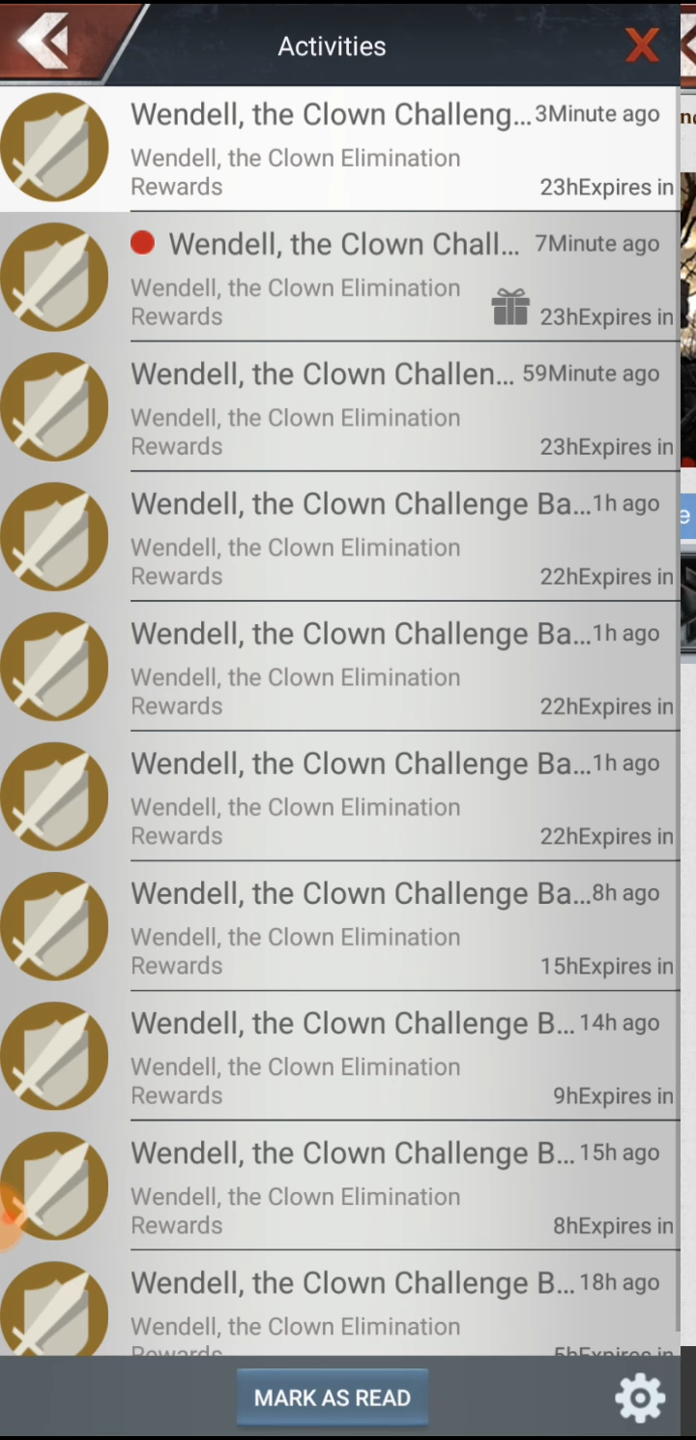 Activities
X
Wendell, the Clown Challeng... 3Minute ago
Wendell, the Clown Elimination
Rewards 23hExpires in
Wendell, the Clown Chall... 7Minute ago
Wendell, the Clown Elimination
Rewards 23hExpires in
Wendell, the Clown Challen... 59Minute ago
Wendell, the Clown Elimination
Rewards 23hExpires in
Wendell, the Clown Challenge Ba... 1h ago
Wendell, the Clown Elimination
Rewards 22hExpires in
Wendell, the Clown Challenge Ba... 1h ago
Wendell, the Clown Elimination
Rewards 22hExpires in
Wendell, the Clown Challenge Ba... 1h ago
Wendell, the Clown Elimination
Rewards 22hExpires in
Wendell, the Clown Challenge Ba... 8h ago
Wendell, the Clown Elimination
Rewards 15hExpires in
Wendell, the Clown Challenge B... 14h ago
Wendell, the Clown Elimination
Rewards 9hExpires in
Wendell, the Clown Challenge B... 15h ago
Wendell, the Clown Elimination
Rewards 8hExpires in
Wendell, the Clown Challenge B... 18h ago
Wendell, the Clown Elimination
Rewards 5hExpires in
MARK AS READ